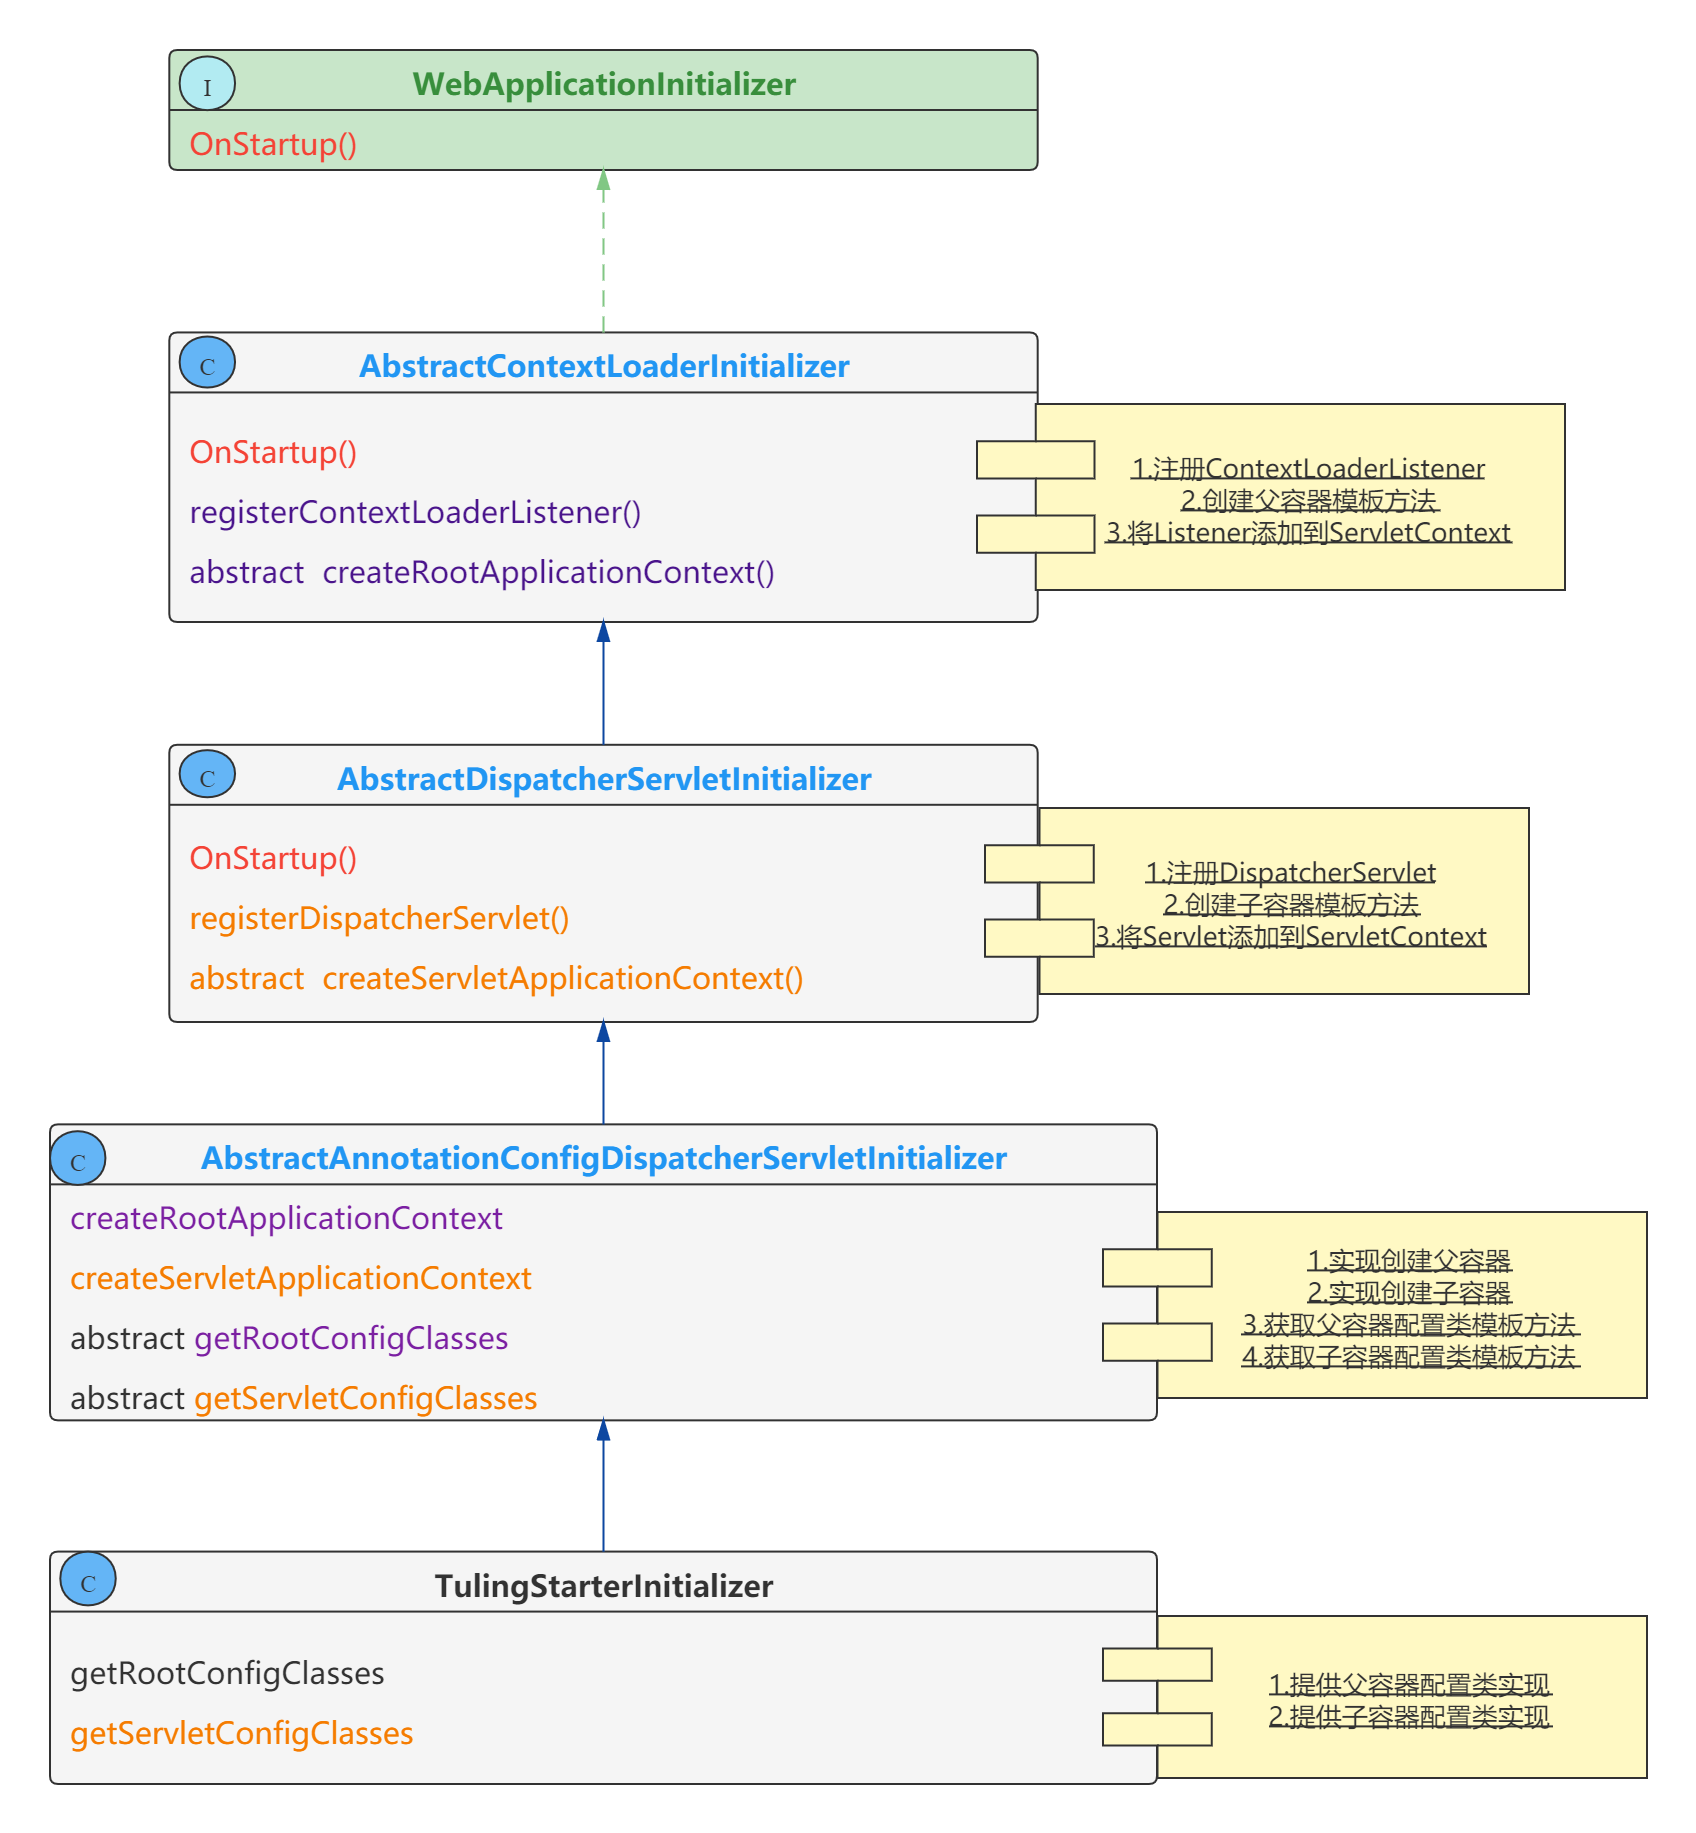 I
WebApplicationInitializer
OnStartup()
C
AbstractContextLoaderInitializer
OnStartup()
registerContextLoaderListener()
abstract  createRootApplicationContext()
1.注册ContextLoaderListener
2.创建父容器模板方法
3.将Listener添加到ServletContext
C
AbstractDispatcherServletInitializer
OnStartup()
registerDispatcherServlet()
abstract  createServletApplicationContext()
1.注册DispatcherServlet
2.创建子容器模板方法
3.将Servlet添加到ServletContext
C
AbstractAnnotationConfigDispatcherServletInitializer
createRootApplicationContext
createServletApplicationContext
abstract getRootConfigClasses
abstract getServletConfigClasses
1.实现创建父容器
2.实现创建子容器
3.获取父容器配置类模板方法
4.获取子容器配置类模板方法
C
TulingStarterInitializer
getRootConfigClasses
getServletConfigClasses
1.提供父容器配置类实现
2.提供子容器配置类实现